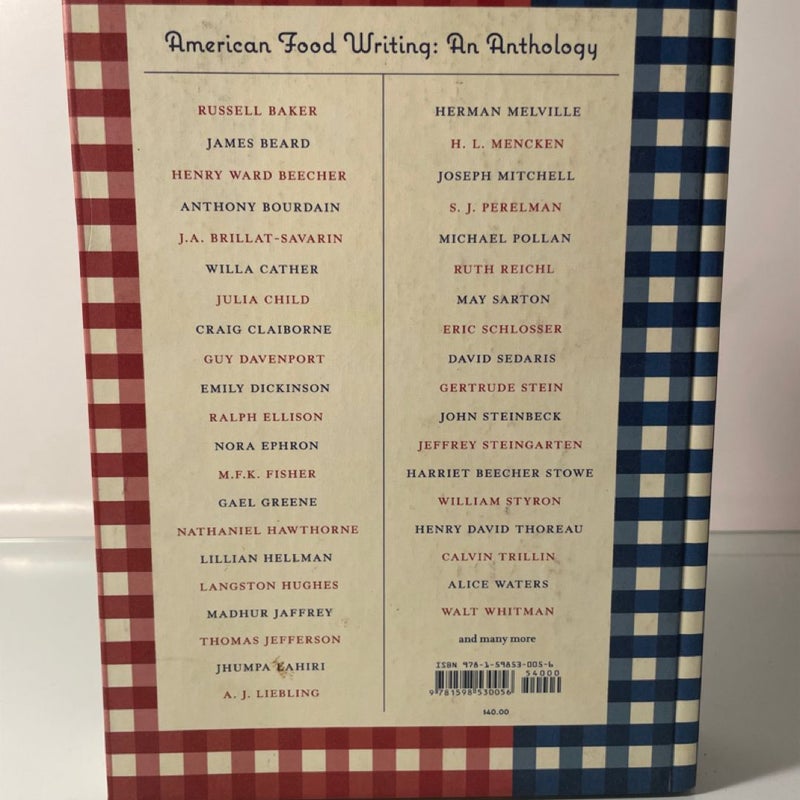 American Food Writing: An Anthology
RUSSELL BAKER
JAMES BEARD
HENRY WARD BEECHER
ANTHONY BOURDAIN
J.A. BRILLAT-SAVARIN
WILLA CATHER
JULIA CHILD
CRAIG CLAIBORNE
GUY DAVENPORT
EMILY DICKINSON
RALPH ELLISON
NORA EPHRON
M.F.K. FISHER
GAEL GREENE
NATHANIEL HAWTHORNE
LILLIAN HELLMAN
LANGSTON HUGHES
MADHUR JAFFREY
THOMAS JEFFERSON
JHUMPA LAHIRI
A. J. LIEBLING
HERMAN MELVILLE
H. L. MENCKEN
JOSEPH MITCHELL
S. J. PERELMAN
MICHAEL POLLAN
RUTH REICHL
MAY SARTON
ERIC SCHLOSSER
DAVID SEDARIS
GERTRUDE STEIN
JOHN STEINBECK
JEFFREY STEINGARTEN
HARRIET BEECHER STOWE
WILLIAM STYRON
HENRY DAVID THOREAU
CALVIN TRILLIN
ALICE WATERS
WALT WHITMAN
and many more
ISBN 978-1-59853-005-6
54000
9 781598 530056
$40.00